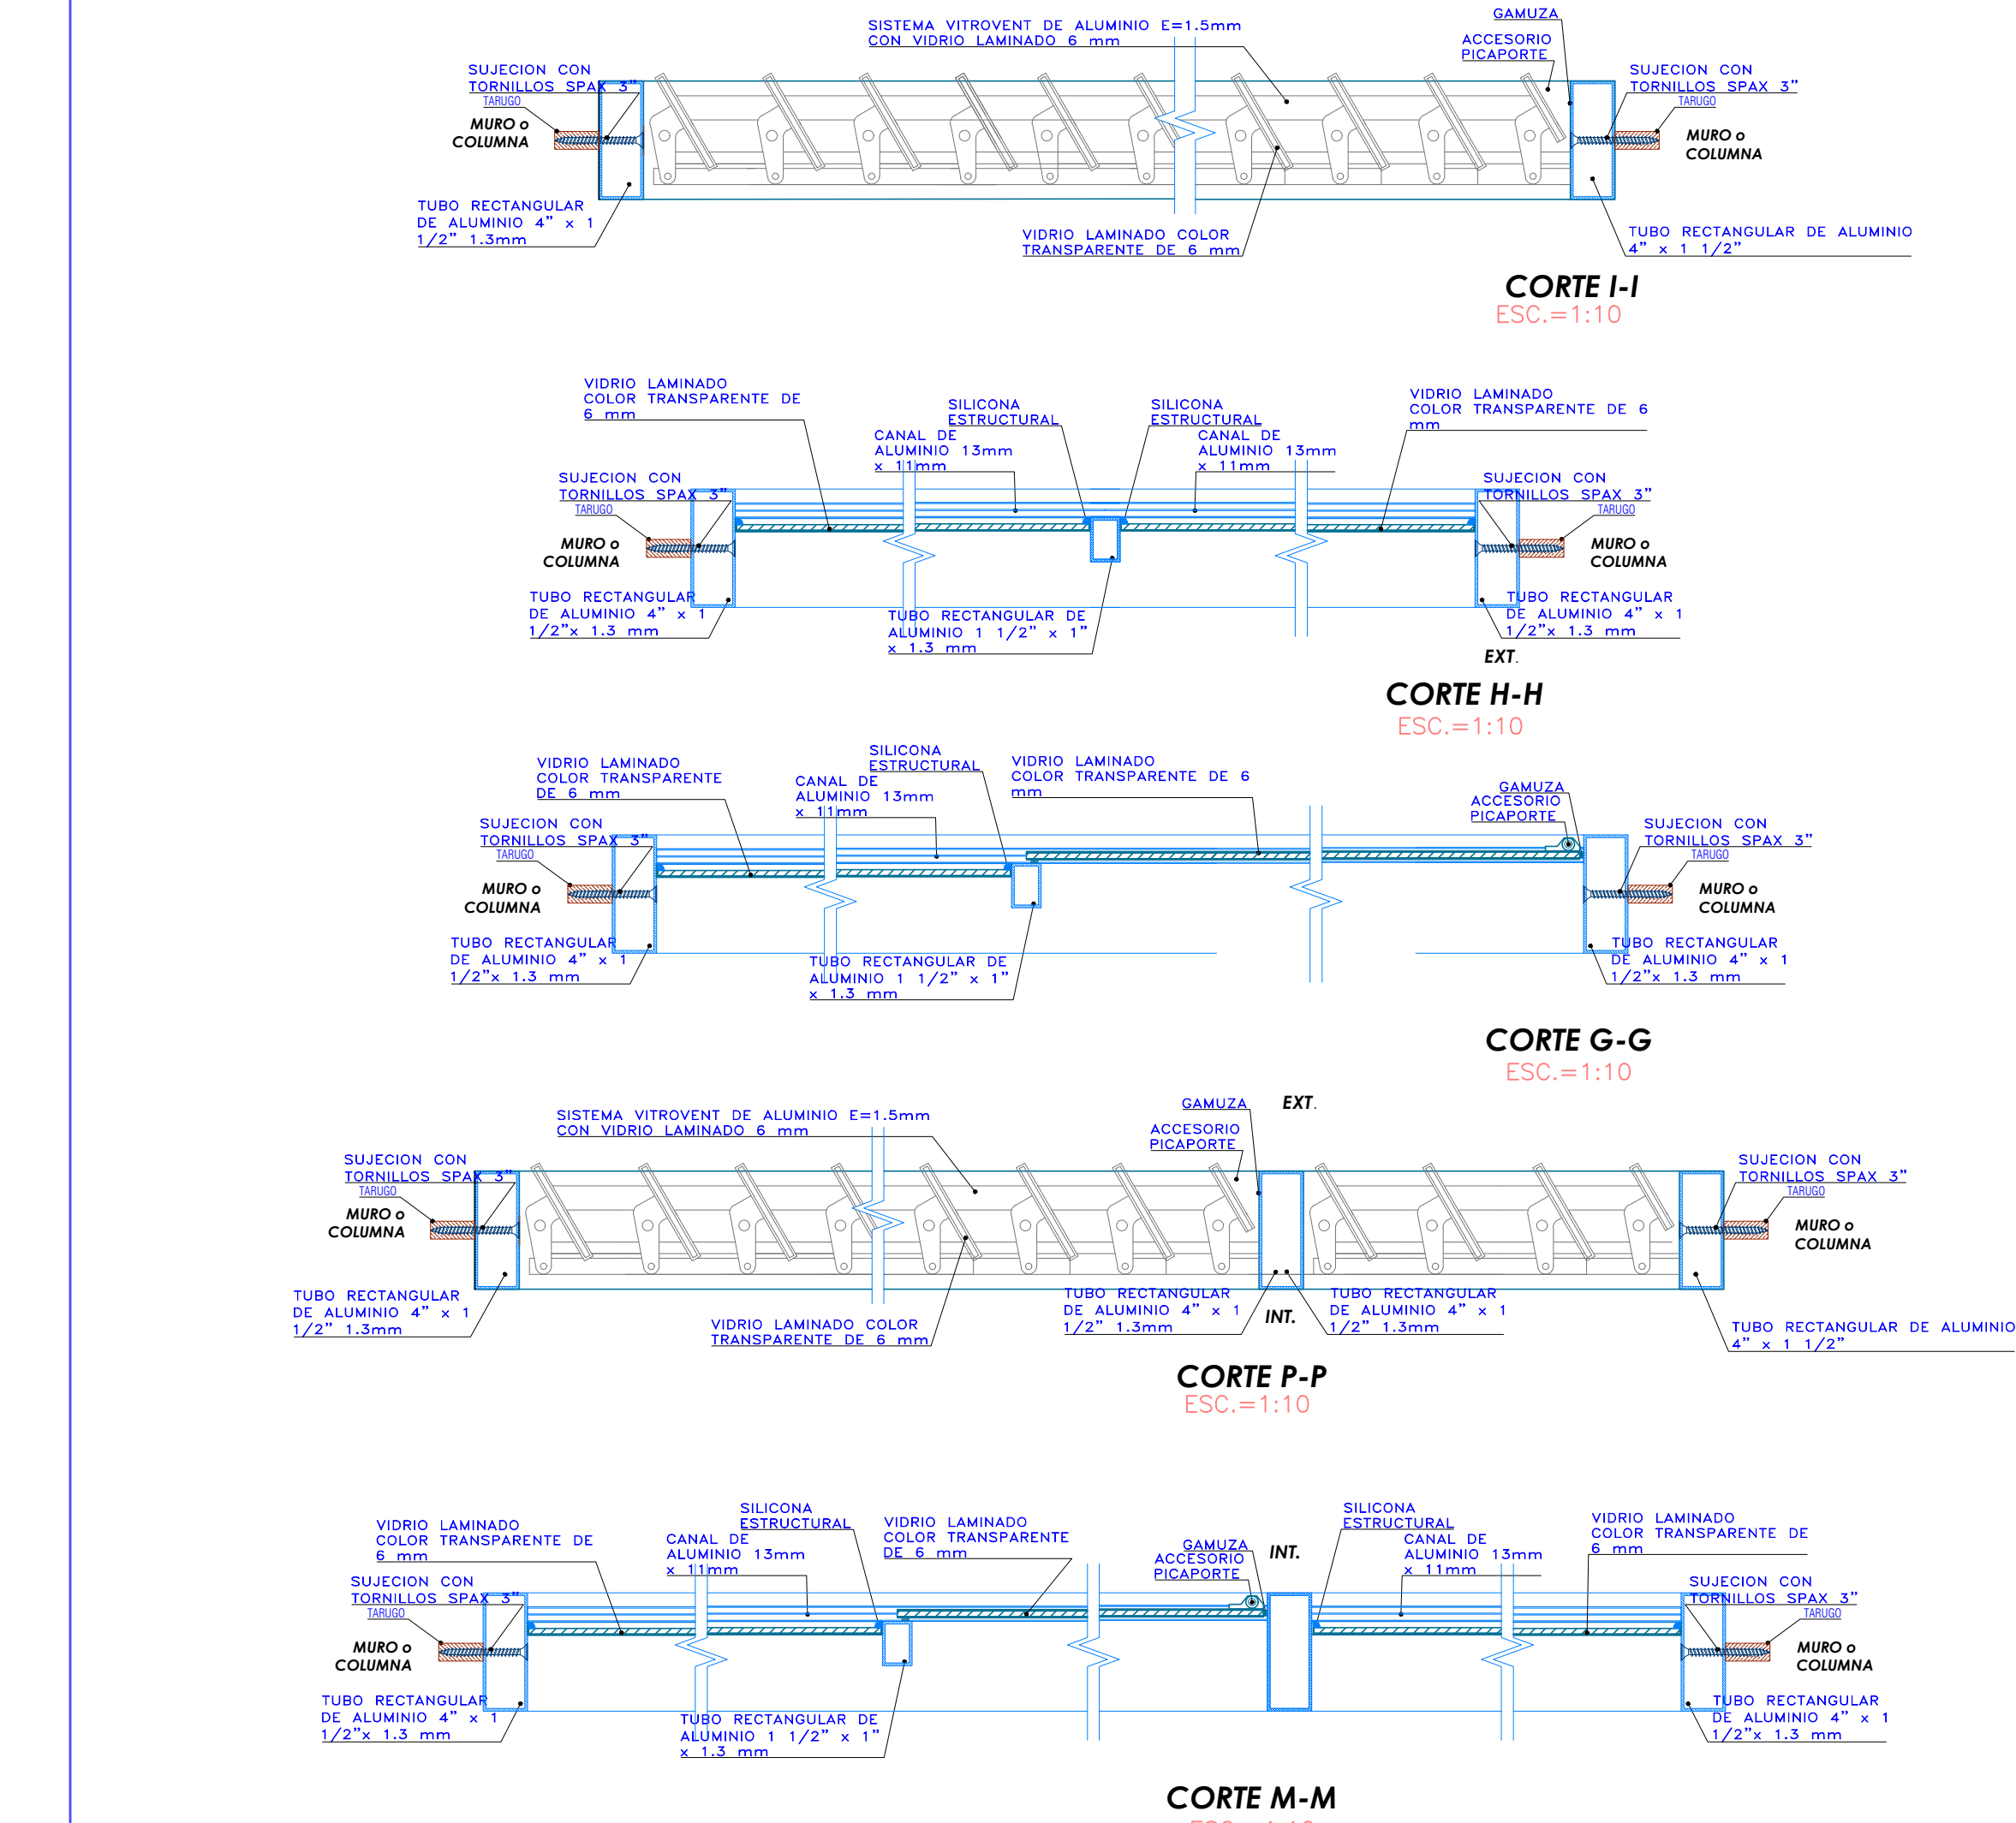 GAMUZA
SISTEMA VITROVENT DE ALUMINIO E=1.5mm
CON VIDRIO LAMINADO 6 mm
ACCESORIO
PICAPORTE
SUJECION CON
TORNILLOS SPAX 3"
TARUGO
MURO o
COLUMNA
SUJECION CON
TORNILLOS SPAX 3"
TARUGO
MURO o
COLUMNA
TUBO RECTANGULAR
DE ALUMINIO 4" x 1
1/2" 1.3mm
VIDRIO LAMINADO COLOR
TRANSPARENTE DE 6 mm
TUBO RECTANGULAR DE ALUMINIO
4" x 1 1/2"
CORTE I-I
ESC.=1:10
VIDRIO LAMINADO
COLOR TRANSPARENTE DE
6 mm
SILICONA
ESTRUCTURAL
CANAL DE
ALUMINIO 13mm
x 11mm
SILICONA
ESTRUCTURAL
CANAL DE
ALUMINIO 13mm
x 11mm
VIDRIO LAMINADO
COLOR TRANSPARENTE DE 6
mm
SUJECION CON
TORNILLOS SPAX 3"
TARUGO
MURO o
COLUMNA
SUJECION CON
TORNILLOS SPAX 3"
TARUGO
MURO o
COLUMNA
TUBO RECTANGULAR
DE ALUMINIO 4" x 1
1/2"x 1.3 mm
TUBO RECTANGULAR DE
ALUMINIO 1 1/2" x 1"
x 1.3 mm
TUBO RECTANGULAR
DE ALUMINIO 4" x 1
1/2"x 1.3 mm
EXT.
CORTE H-H
ESC.=1:10
VIDRIO LAMINADO
COLOR TRANSPARENTE
DE 6 mm
SILICONA
ESTRUCTURAL
CANAL DE
ALUMINIO 13mm
x 11mm
VIDRIO LAMINADO
COLOR TRANSPARENTE DE 6
mm
GAMUZA
ACCESORIO
PICAPORTE
SUJECION CON
TORNILLOS SPAX 3"
TARUGO
MURO o
COLUMNA
SUJECION CON
TORNILLOS SPAX 3"
TARUGO
MURO o
COLUMNA
TUBO RECTANGULAR
DE ALUMINIO 4" x 1
1/2"x 1.3 mm
TUBO RECTANGULAR DE
ALUMINIO 1 1/2" x 1"
x 1.3 mm
TUBO RECTANGULAR
DE ALUMINIO 4" x 1
1/2"x 1.3 mm
CORTE G-G
ESC.=1:10
SISTEMA VITROVENT DE ALUMINIO E=1.5mm
CON VIDRIO LAMINADO 6 mm
GAMUZA
EXT.
ACCESORIO
PICAPORTE
SUJECION CON
TORNILLOS SPAX 3"
TARUGO
MURO o
COLUMNA
SUJECION CON
TORNILLOS SPAX 3"
TARUGO
MURO o
COLUMNA
TUBO RECTANGULAR
DE ALUMINIO 4" x 1
1/2" 1.3mm
VIDRIO LAMINADO COLOR
TRANSPARENTE DE 6 mm
TUBO RECTANGULAR
DE ALUMINIO 4" x 1
1/2" 1.3mm
INT.
TUBO RECTANGULAR
DE ALUMINIO 4" x 1
1/2" 1.3mm
TUBO RECTANGULAR DE ALUMINIO
4" x 1 1/2"
CORTE P-P
ESC.=1:10
VIDRIO LAMINADO
COLOR TRANSPARENTE DE
6 mm
SILICONA
ESTRUCTURAL
CANAL DE
ALUMINIO 13mm
x 11mm
VIDRIO LAMINADO
COLOR TRANSPARENTE
DE 6 mm
GAMUZA
ACCESORIO
PICAPORTE
INT.
SILICONA
ESTRUCTURAL
CANAL DE
ALUMINIO 13mm
x 11mm
VIDRIO LAMINADO
COLOR TRANSPARENTE DE
6 mm
SUJECION CON
TORNILLOS SPAX 3"
TARUGO
MURO o
COLUMNA
SUJECION CON
TORNILLOS SPAX 3"
TARUGO
MURO o
COLUMNA
TUBO RECTANGULAR
DE ALUMINIO 4" x 1
1/2"x 1.3 mm
TUBO RECTANGULAR DE
ALUMINIO 1 1/2" x 1"
x 1.3 mm
TUBO RECTANGULAR
DE ALUMINIO 4" x 1
1/2"x 1.3 mm
CORTE M-M